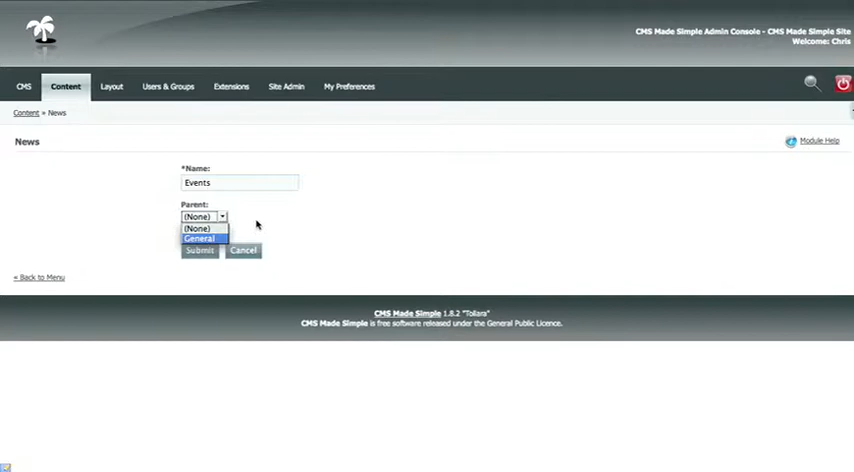 CMS Made Simple Admin Console - CMS Made Simple Site
Welcome: Chris
CMS Content Layout Users & Groups Extensions Site Admin My Preferences
Content » News
News
Module Help
*Name:
Events
Parent:
(None)
(None)
General
Submit Cancel
« Back to Menu
CMS Made Simple 1.8.2 "Tollara"
CMS Made Simple is free software released under the General Public Licence.